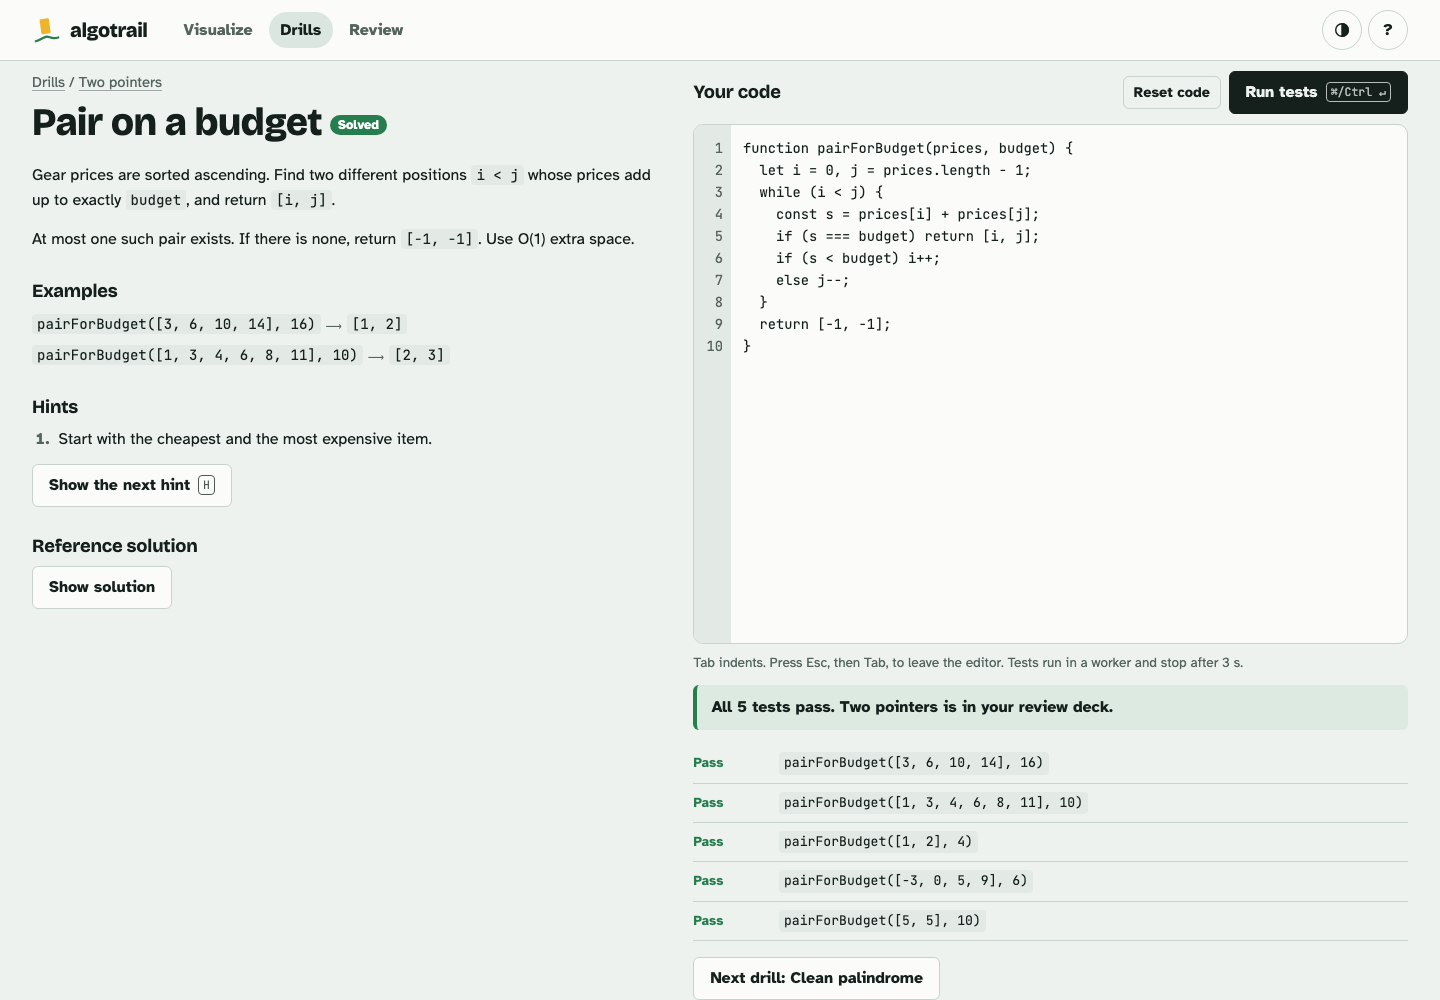 algotrail
Visualize
Drills
Review
?
Drills / Two pointers
Pair on a budget Solved
Gear prices are sorted ascending. Find two different positions i < j whose prices add
up to exactly budget, and return [i, j].
At most one such pair exists. If there is none, return [-1, -1]. Use O(1) extra space.
Examples
pairForBudget([3, 6, 10, 14], 16) → [1, 2]
pairForBudget([1, 3, 4, 6, 8, 11], 10) → [2, 3]
Hints
1. Start with the cheapest and the most expensive item.
Show the next hint H
Reference solution
Show solution
Your code
Reset code
Run tests ⌘/Ctrl ↵
1 function pairForBudget(prices, budget) {
2   let i = 0, j = prices.length - 1;
3   while (i < j) {
4     const s = prices[i] + prices[j];
5     if (s === budget) return [i, j];
6     if (s < budget) i++;
7     else j--;
8   }
9   return [-1, -1];
10 }
Tab indents. Press Esc, then Tab, to leave the editor. Tests run in a worker and stop after 3 s.
All 5 tests pass. Two pointers is in your review deck.
Pass pairForBudget([3, 6, 10, 14], 16)
Pass pairForBudget([1, 3, 4, 6, 8, 11], 10)
Pass pairForBudget([1, 2], 4)
Pass pairForBudget([-3, 0, 5, 9], 6)
Pass pairForBudget([5, 5], 10)
Next drill: Clean palindrome